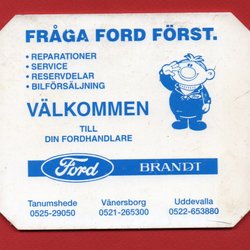 FRÅGA FORD FÖRST.
• REPARATIONER
• SERVICE
• RESERVDELAR
• BILFÖRSÄLJNING
VÄLKOMMEN
TILL
DIN FORDHANDLARE
Ford BRANDT
Tanumshede Vänersborg Uddevalla
0525-29050 0521-265300 0522-653880